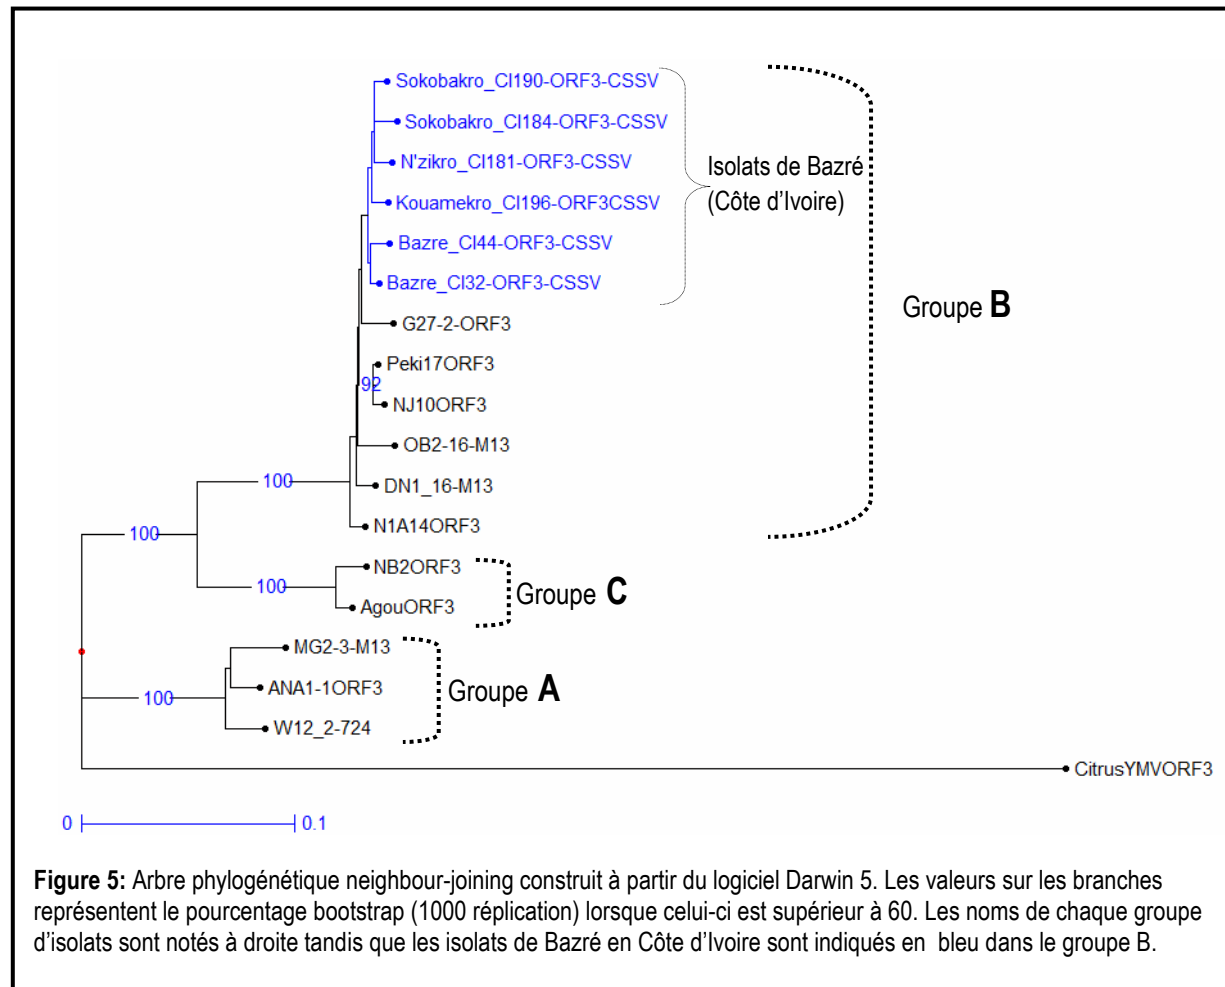 Sokobakro_CI190-ORF3-CSSV
Sokobakro_CI184-ORF3-CSSV
N'zikro_CI181-ORF3-CSSV
Kouamekro_CI196-ORF3CSSV
Bazre_CI44-ORF3-CSSV
Bazre_CI32-ORF3-CSSV
Isolats de Bazré
(Côte d'Ivoire)
Groupe B
G27-2-ORF3
Peki17ORF3
92
NJ10ORF3
OB2-16-M13
100
DN1_16-M13
N1A14ORF3
100
NB2ORF3
100
AgouORF3
Groupe C
MG2-3-M13
ANA1-1ORF3
100
W12_2-724
Groupe A
CitrusYMVORF3
0 0.1
Figure 5: Arbre phylogénétique neighbour-joining construit à partir du logiciel Darwin 5. Les valeurs sur les branches
représentent le pourcentage bootstrap (1000 réplication) lorsque celui-ci est supérieur à 60. Les noms de chaque groupe
d'isolats sont notés à droite tandis que les isolats de Bazré en Côte d'Ivoire sont indiqués en bleu dans le groupe B.